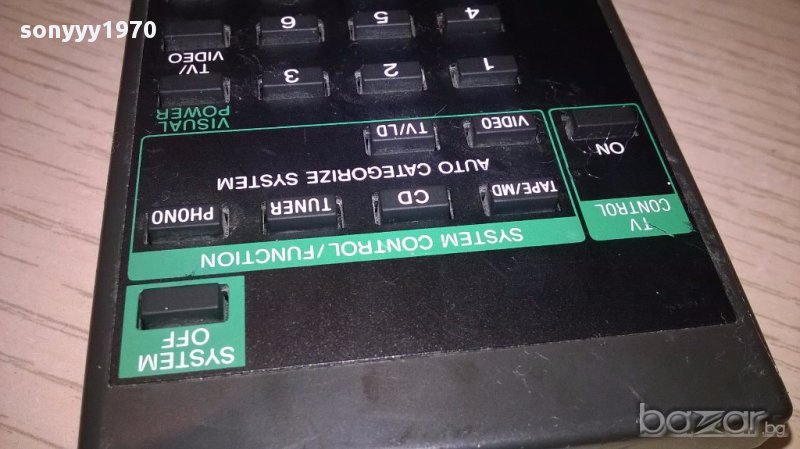 sonyyy1970
SYSTEM
OFF
SYSTEM CONTROL/FUNCTION
TV
CONTROL
TAPE/MD
CD
TUNER
PHONO
ON
AUTO CATEGORIZE SYSTEM
VIDEO
TV/LD
VISUAL
POWER
1
2
3
TV/
VIDEO
4
5
6
bazar.bg